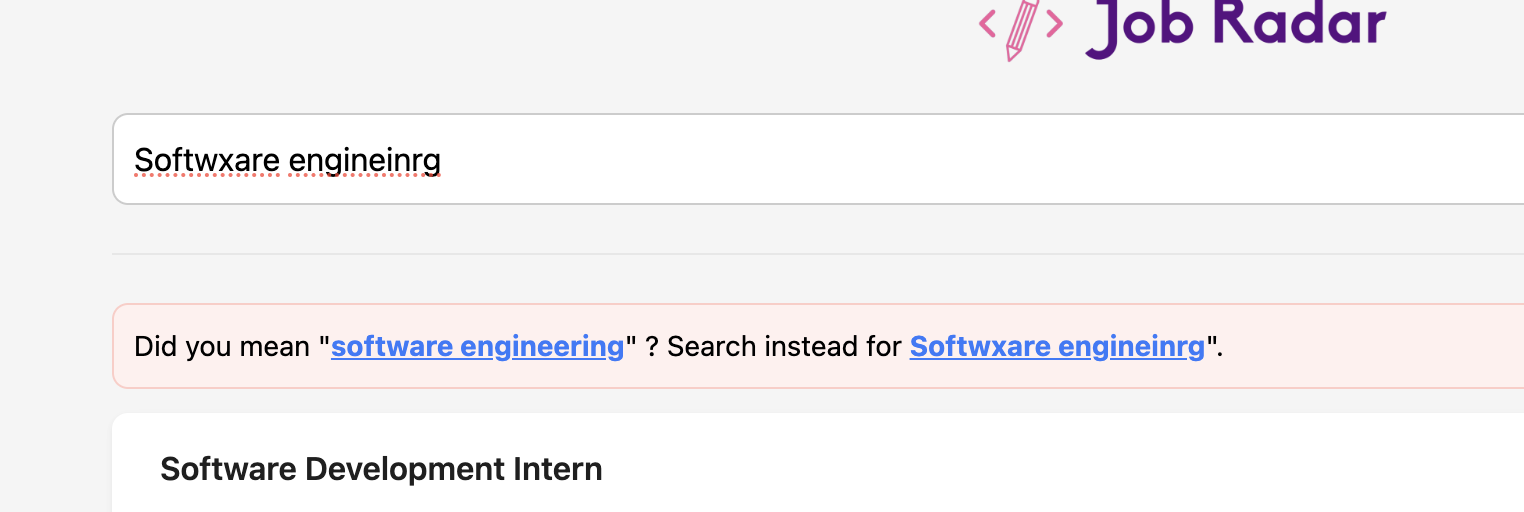 Job Radar
Softwxare engineinrg
Did you mean "software engineering" ? Search instead for Softwxare engineinrg".
Software Development Intern